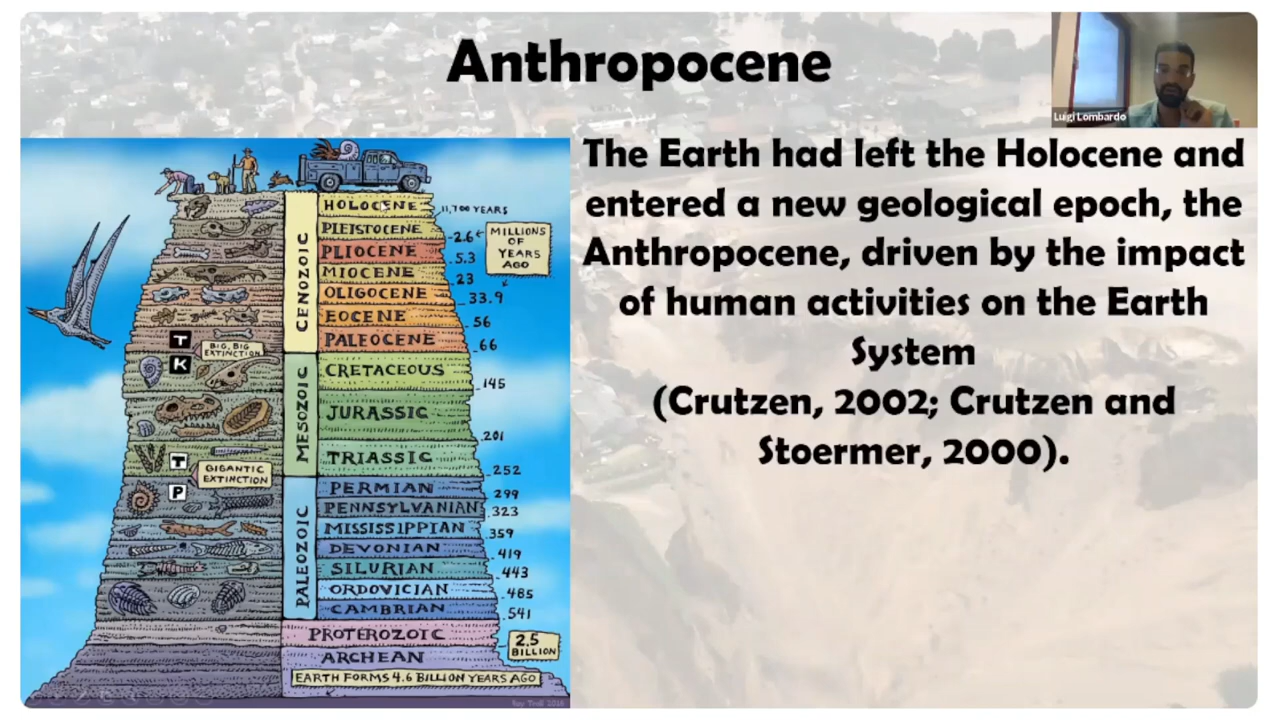 Anthropocene
Luigi Lombardo
The Earth had left the Holocene and
entered a new geological epoch, the
Anthropocene, driven by the impact
of human activities on the Earth
System
(Crutzen, 2002; Crutzen and
Stoermer, 2000).
CENOZOIC
HOLOCENE
11,700 YEARS
PLEISTOCENE
2.6
MILLIONS
OF
YEARS
AGO
PLIOCENE
5.3
MIOCENE
23
OLIGOCENE
33.9
EOCENE
56
PALEOCENE
66
T
BIG, BIG
EXTINCTION
K
MESOZOIC
CRETACEOUS
145
JURASSIC
201
TRIASSIC
252
T
GIGANTIC
EXTINCTION
P
PALEOZOIC
PERMIAN
299
PENNSYLVANIAN
323
MISSISSIPPIAN
359
DEVONIAN
419
SILURIAN
443
ORDOVICIAN
485
CAMBRIAN
541
PROTEROZOIC
2.5
BILLION
ARCHEAN
EARTH FORMS 4.6 BILLION YEARS AGO
Ray Troll 2016